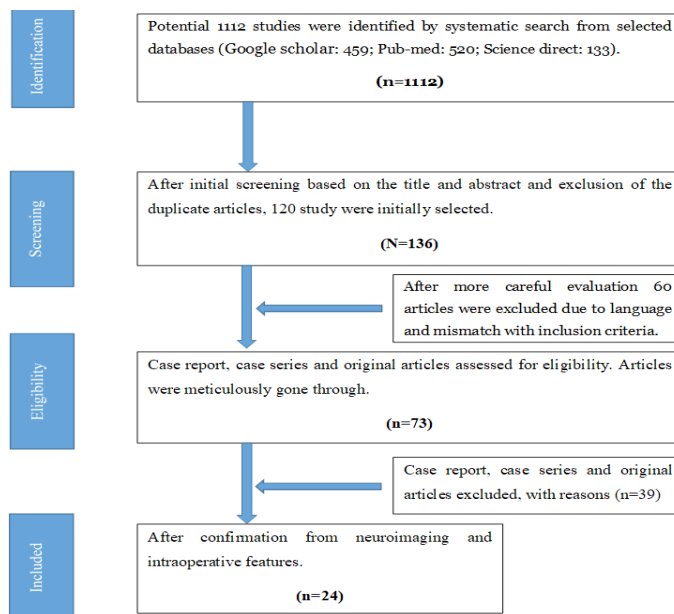 Identification
Potential 1112 studies were identified by systematic search from selected
databases (Google scholar: 459; Pub-med: 520; Science direct: 133).
(n=1112)
Screening
After initial screening based on the title and abstract and exclusion of the
duplicate articles, 120 study were initially selected.
(N=136)
After more careful evaluation 60
articles were excluded due to language
and mismatch with inclusion criteria.
Eligibility
Case report, case series and original articles assessed for eligibility. Articles
were meticulously gone through.
(n=73)
Case report, case series and original
articles excluded, with reasons (n=39)
Included
After confirmation from neuroimaging and
intraoperative features.
(n=24)